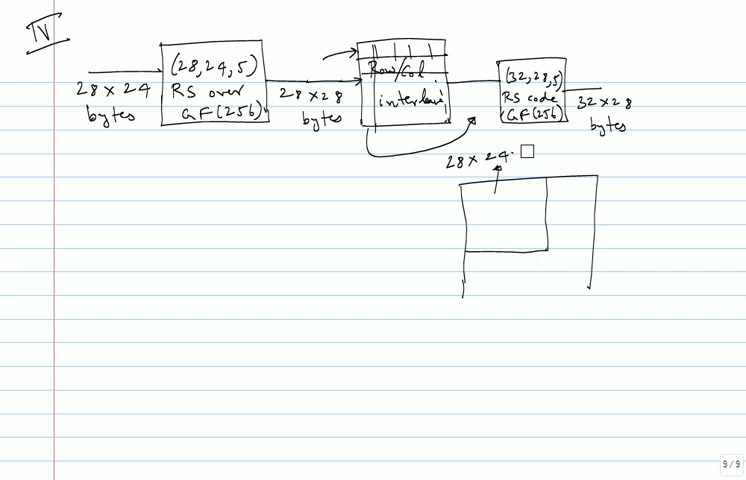 IV
28 × 24
bytes
(28, 24, 5)
RS over
GF(256)
28 × 28
bytes
Row/Col
interleave
(32, 28, 5)
RS code
GF(256)
32 × 28
bytes
28 × 24.
9 / 9